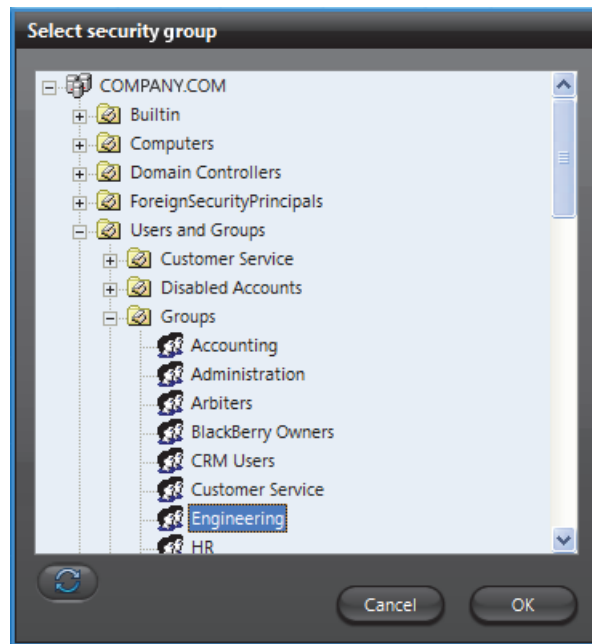 Select security group
COMPANY.COM
Builtin
Computers
Domain Controllers
ForeignSecurityPrincipals
Users and Groups
Customer Service
Disabled Accounts
Groups
Accounting
Administration
Arbiters
BlackBerry Owners
CRM Users
Customer Service
Engineering
HR
Cancel OK